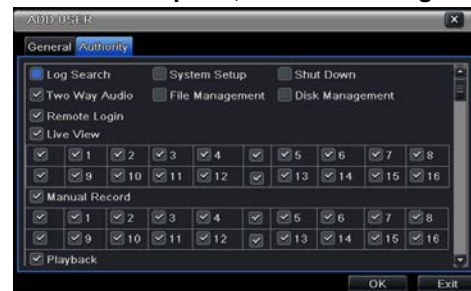 ADD USER
General Authority
Log Search System Setup Shut Down
Two Way Audio File Management Disk Management
Remote Login
Live View
1 2 3 4 5 6 7 8
9 10 11 12 13 14 15 16
Manual Record
1 2 3 4 5 6 7 8
9 10 11 12 13 14 15 16
Playback
OK Exit